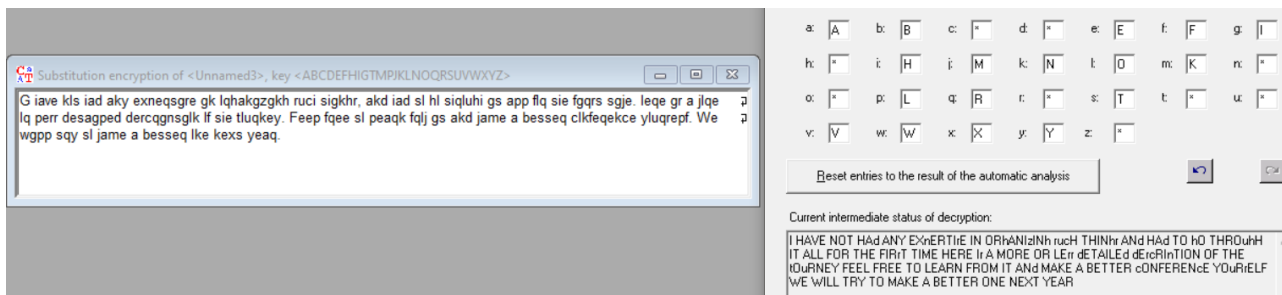 a: A b: B c: * d: * e: E f: F g: I
h: * i: H j: M k: N l: O m: K n: *
o: * p: L q: R r: * s: T t: * u: *
v: V w: W x: X y: Y z: *
Substitution encryption of <Unnamed3>, key <ABCDEFHIGTMPJKLNOQRSUVWXYZ>
G iave kls iad aky exneqsgre gk lqhakgzgkh ruci sigkhr, akd iad sl hl siqluhi gs app flq sie fgqrs sgje. Ieqe gr a jlqe
lq perr desagped dercqgnsglk lf sie tluqkey. Feep fqee sl peaqk fqlj gs akd jame a besseq clkfeqekce yluqrepf. We
wgpp sqy sl jame a besseq lke kexs yeaq.
Reset entries to the result of the automatic analysis
Current intermediate status of decryption:
I HAVE NOT HAd ANY EXnERTIrE IN ORhANIzINh rucH THINhr ANd HAd TO hO THROuhH
IT ALL FOR THE FIRrT TIME HERE Ir A MORE OR LErr dETAILEd dErcRInTION OF THE
tOuRNEY FEEL FREE TO LEARN FROM IT ANd MAKE A BETTER cONFERENcE YOuRrELF
WE WILL TRY TO MAKE A BETTER ONE NEXT YEAR